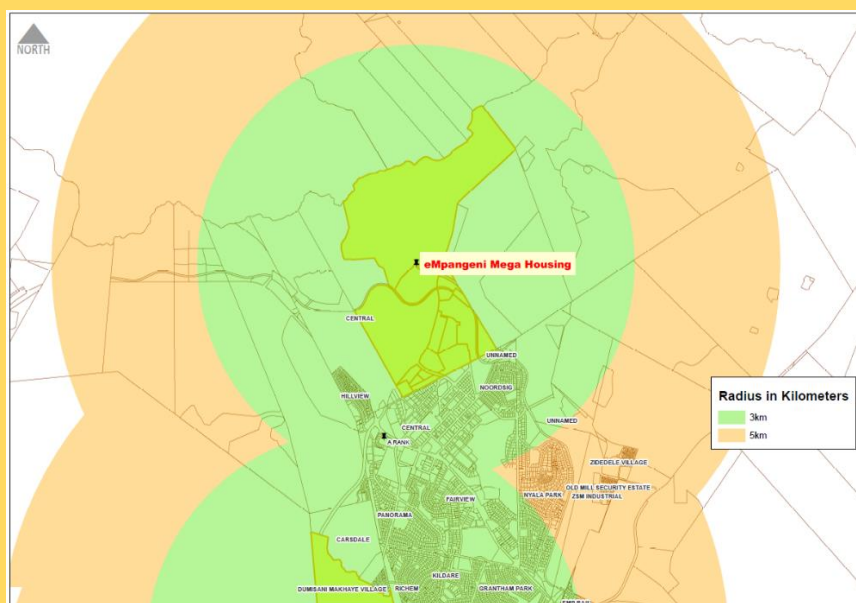 NORTH
eMpangeni Mega Housing
CENTRAL
UNNAMED
NOORDSIG
HILLVIEW
UNNAMED
CENTRAL
A RANK
Radius in Kilometers
3km
5km
ZIDEDELE VILLAGE
OLD MILL SECURITY ESTATE
NYALA PARK
ZSM INDUSTRIAL
FAIRVIEW
PANORAMA
CARSDALE
KILDARE
DUMISANI MAKHAYE VILLAGE
RICHEM
GRANTHAM PARK